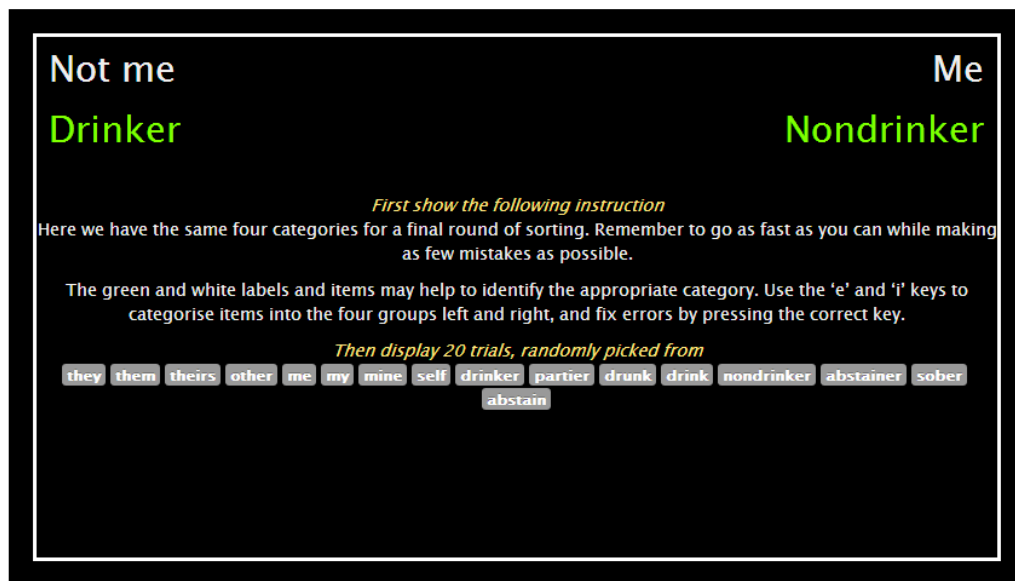 Not me Me
Drinker Nondrinker
First show the following instruction
Here we have the same four categories for a final round of sorting. Remember to go as fast as you can while making
as few mistakes as possible.
The green and white labels and items may help to identify the appropriate category. Use the ‘e’ and ‘i’ keys to
categorise items into the four groups left and right, and fix errors by pressing the correct key.
Then display 20 trials, randomly picked from
they them theirs other me my mine self drinker partier drunk drink nondrinker abstainer sober
abstain